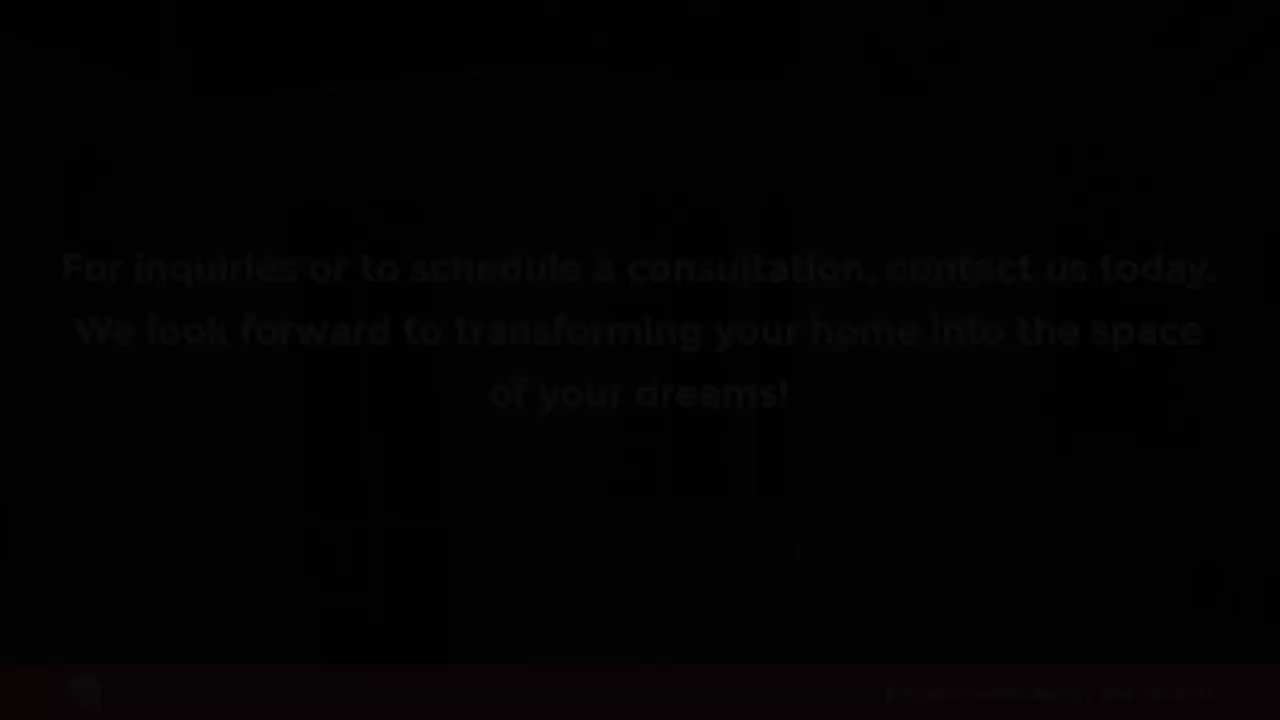 For inquiries or to schedule a consultation, contact us today.
We look forward to transforming your home into the space
of your dreams!